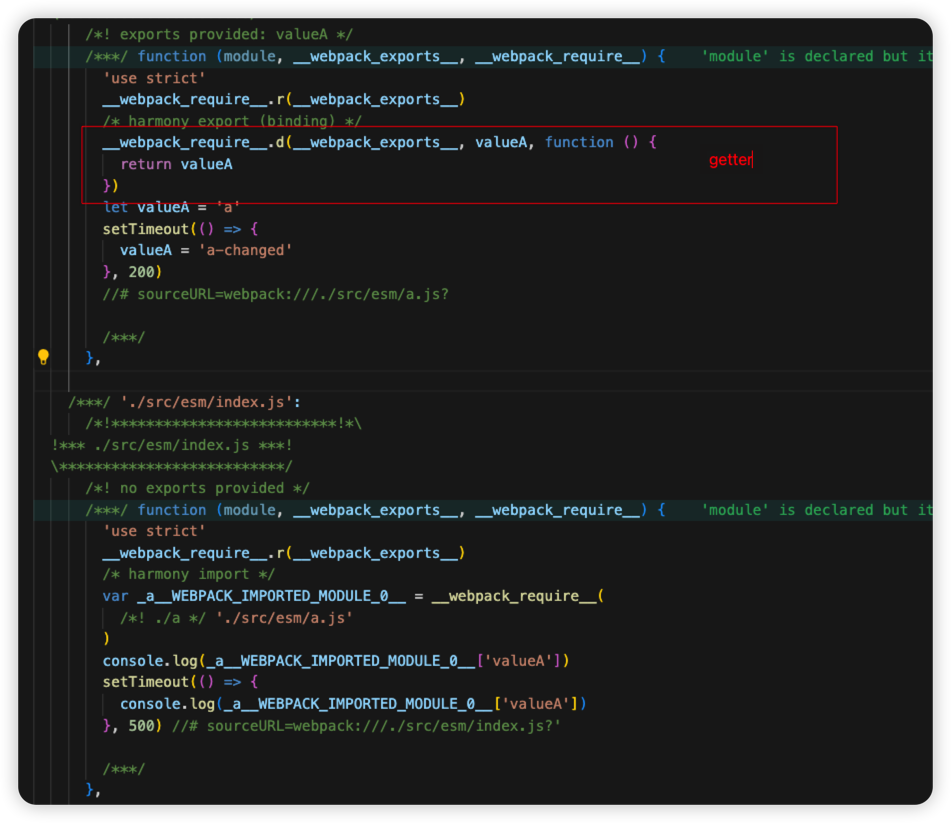 /*! exports provided: valueA */
/***/ function (module, __webpack_exports__, __webpack_require__) {    'module' is declared but it
'use strict'
__webpack_require__.r(__webpack_exports__)
/* harmony export (binding) */
__webpack_require__.d(__webpack_exports__, valueA, function () {
return valueA
getter
})
let valueA = 'a'
setTimeout(() => {
valueA = 'a-changed'
}, 200)
//# sourceURL=webpack:///./src/esm/a.js?
/***/
},
/***/ './src/esm/index.js':
/*!**************************!*\
!*** ./src/esm/index.js ***!
\**************************/
/*! no exports provided */
/***/ function (module, __webpack_exports__, __webpack_require__) {    'module' is declared but it
'use strict'
__webpack_require__.r(__webpack_exports__)
/* harmony import */
var _a__WEBPACK_IMPORTED_MODULE_0__ = __webpack_require__(
/*! ./a */ './src/esm/a.js'
)
console.log(_a__WEBPACK_IMPORTED_MODULE_0__['valueA'])
setTimeout(() => {
console.log(_a__WEBPACK_IMPORTED_MODULE_0__['valueA'])
}, 500) //# sourceURL=webpack:///./src/esm/index.js?'
/***/
},